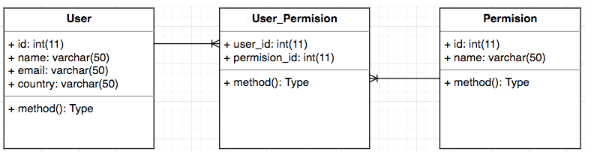 User
+ id: int(11)
+ name: varchar(50)
+ email: varchar(50)
+ country: varchar(50)
+ method(): Type
User_Permision
+ user_id: int(11)
+ permision_id: int(11)
+ method(): Type
Permision
+ id: int(11)
+ name: varchar(50)
+ method(): Type